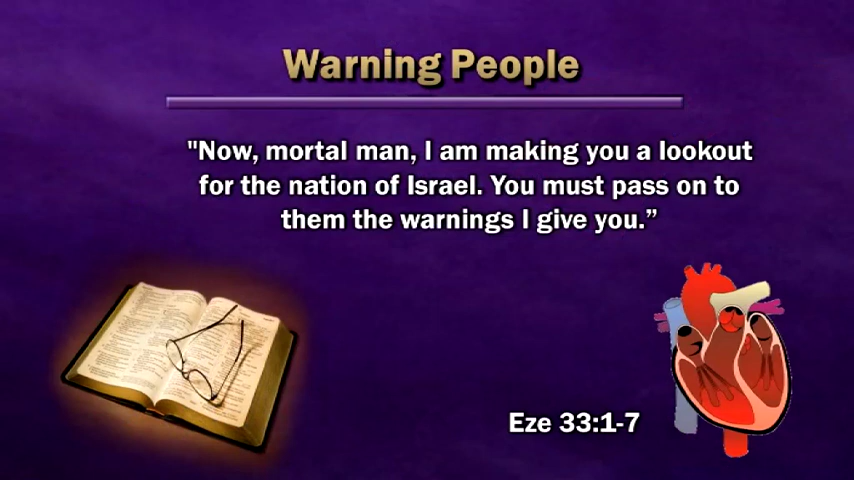 Warning People
"Now, mortal man, I am making you a lookout
for the nation of Israel. You must pass on to
them the warnings I give you.”
Eze 33:1-7